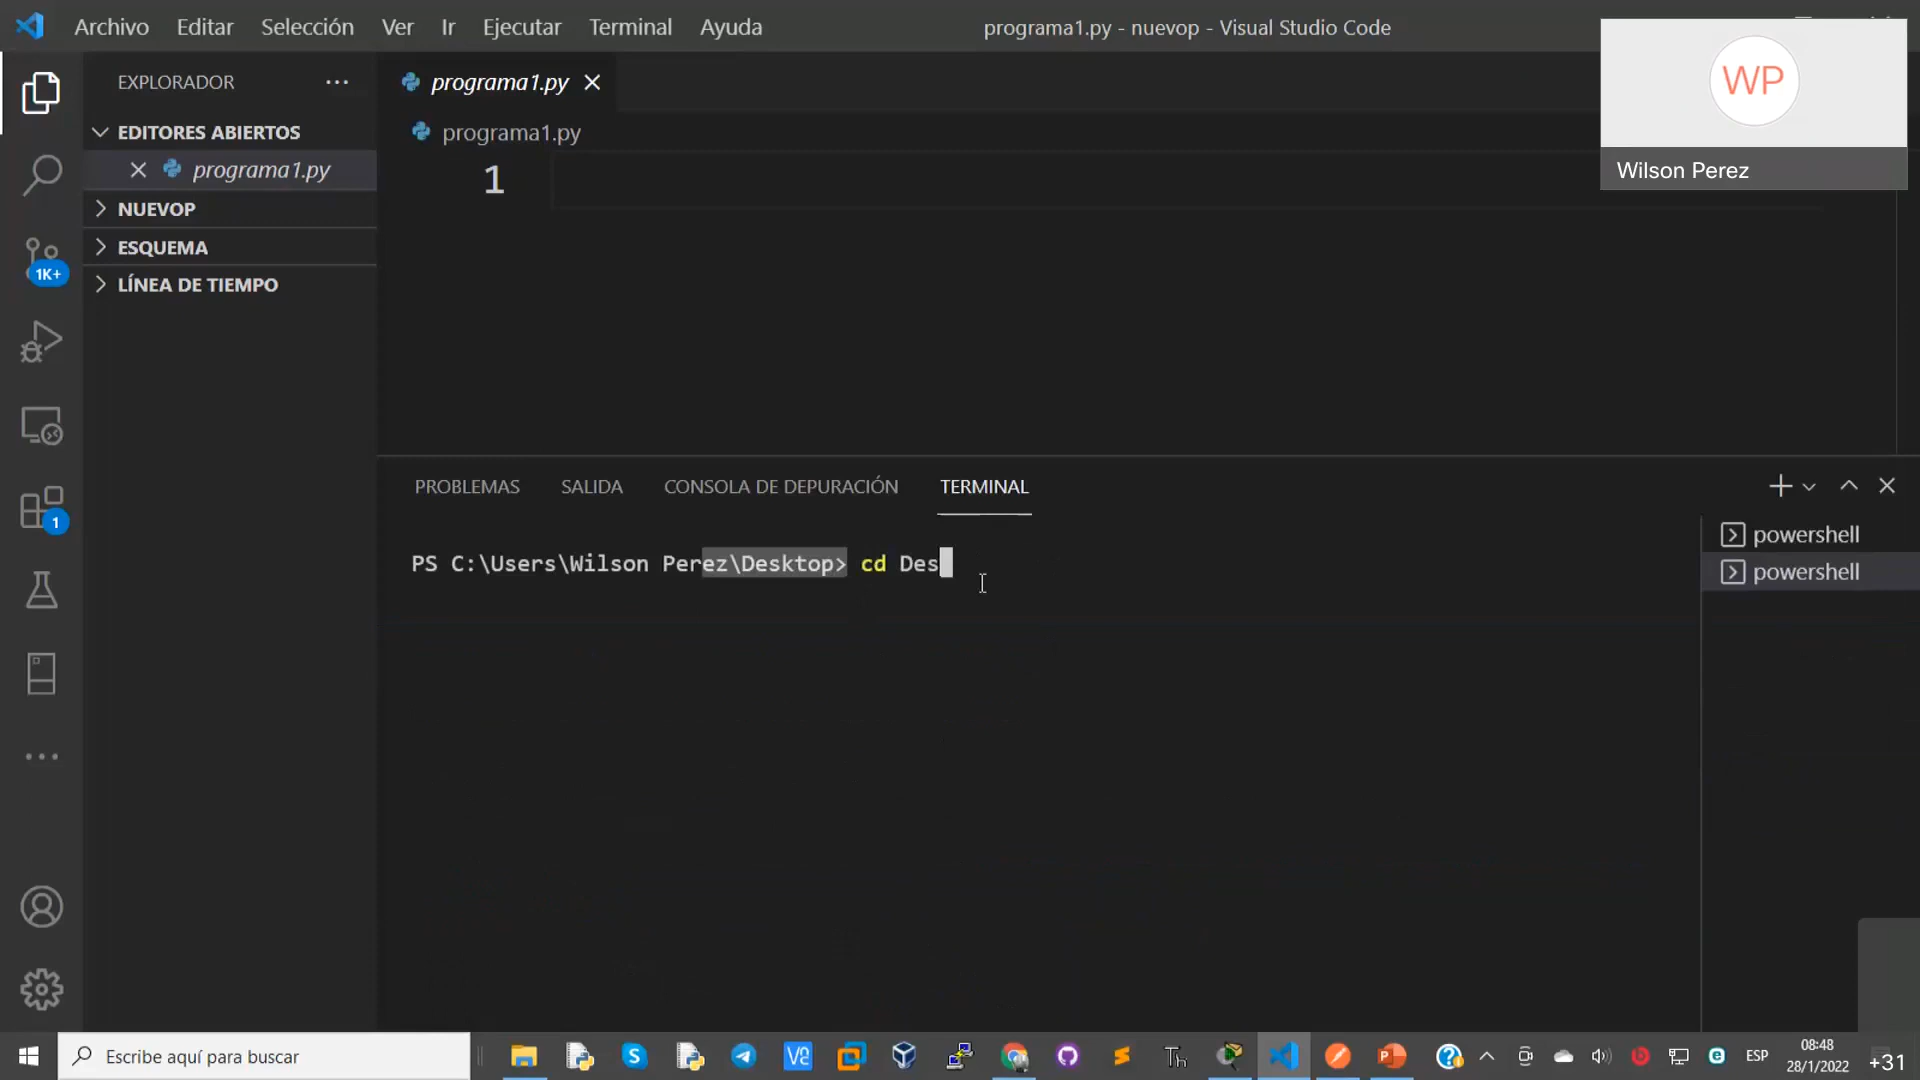 Archivo Editar Selección Ver Ir Ejecutar Terminal Ayuda
programa1.py - nuevop - Visual Studio Code
WP
Wilson Perez
EXPLORADOR
EDITORES ABIERTOS
programa1.py
NUEVOP
ESQUEMA
LÍNEA DE TIEMPO
1K+
1
programa1.py
programa1.py
1
PROBLEMAS SALIDA CONSOLA DE DEPURACIÓN TERMINAL
PS C:\Users\Wilson Perez\Desktop> cd Des
powershell
powershell
Escribe aquí para buscar
ESP
08:48
28/1/2022
+31